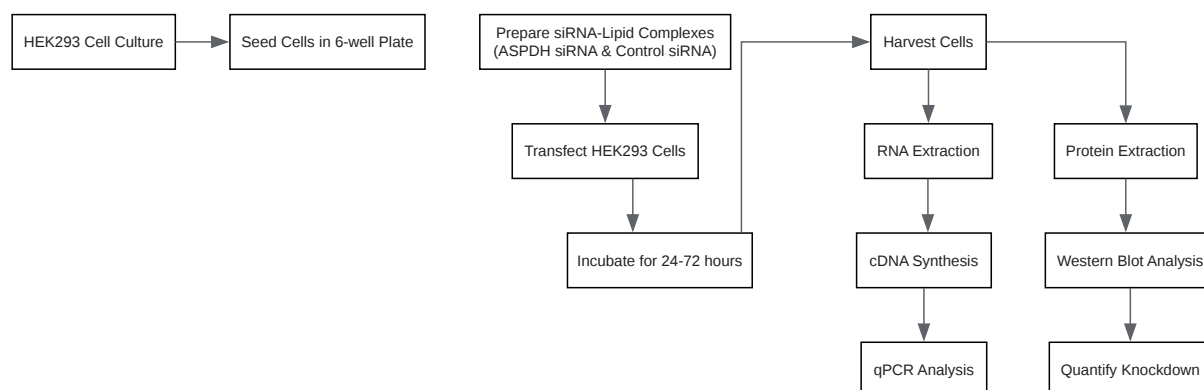 HEK293 Cell Culture
Seed Cells in 6-well Plate
Prepare siRNA-Lipid Complexes
(ASPDH siRNA & Control siRNA)
Transfect HEK293 Cells
Incubate for 24-72 hours
Harvest Cells
RNA Extraction
cDNA Synthesis
qPCR Analysis
Protein Extraction
Western Blot Analysis
Quantify Knockdown